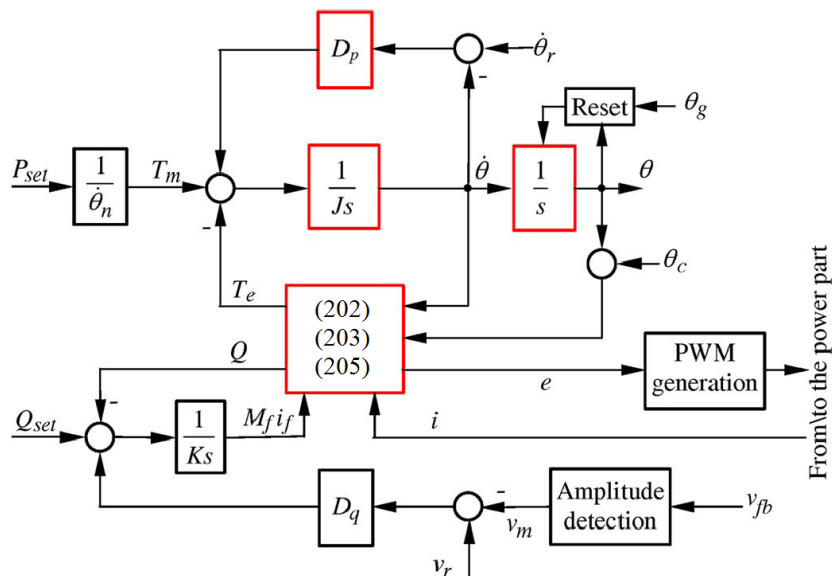 D_p
-
θ̇_r
Reset
θ_g
P_set
1
θ̇_n
T_m
1
Js
θ̇
1
s
θ
-
θ_c
T_e
(202)
(203)
(205)
Q
e
PWM
generation
From\to the power part
-
Q_set
1
Ks
M_f i_f
i
D_q
-
v_m
Amplitude
detection
v_fb
v_r